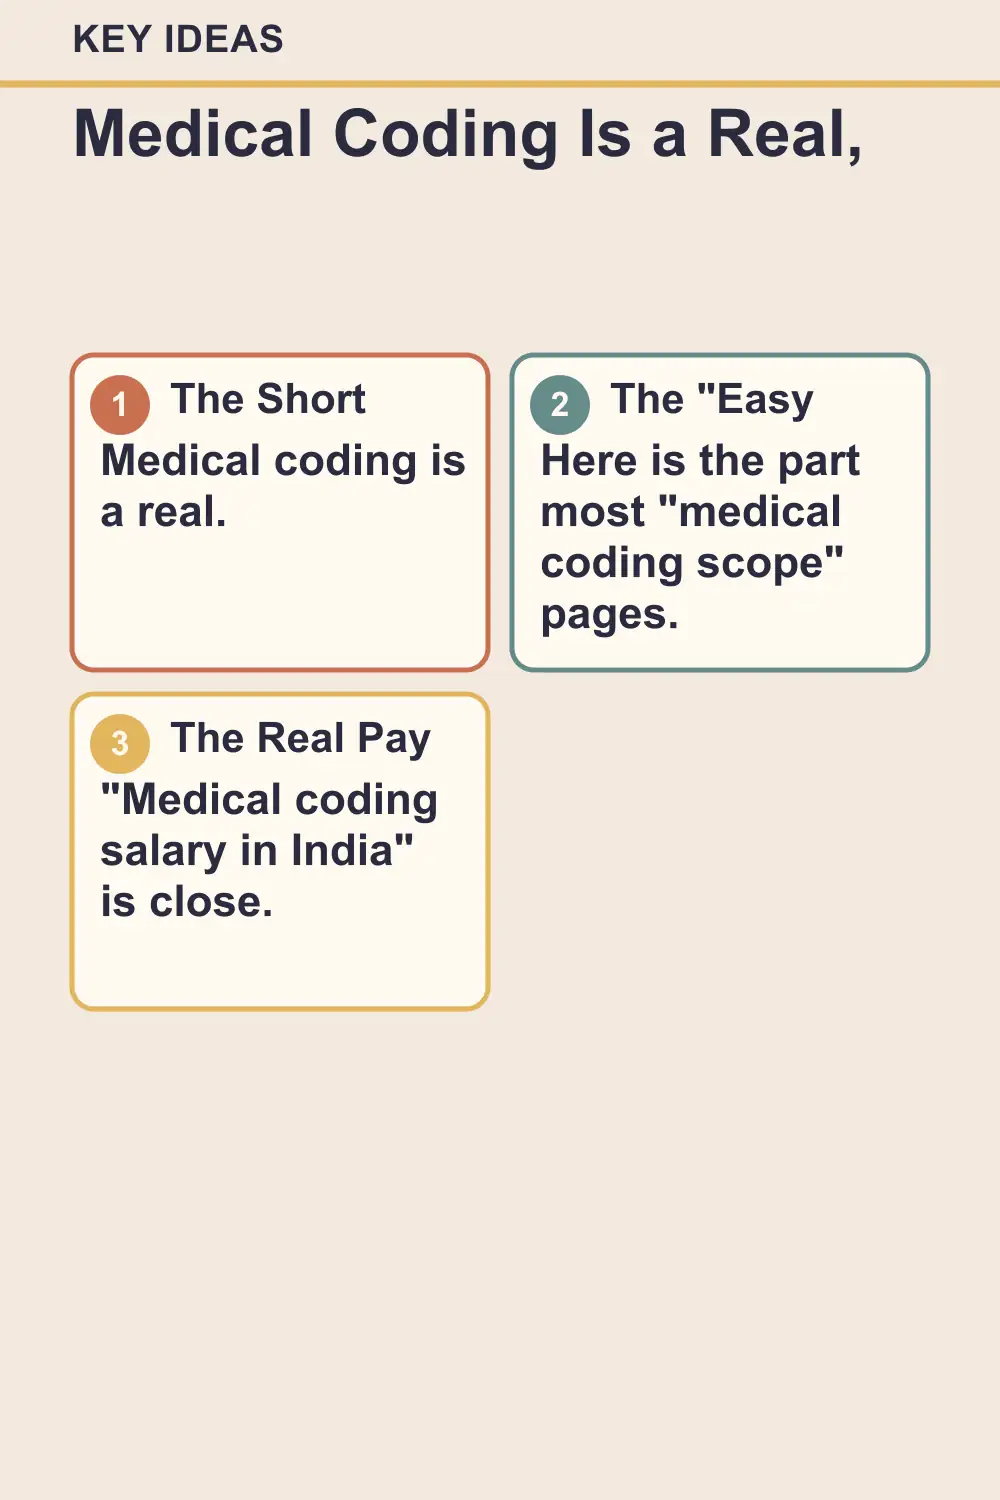 KEY IDEAS
Medical Coding Is a Real,
1 The Short
Medical coding is
a real.
2 The "Easy
Here is the part
most "medical
coding scope"
pages.
3 The Real Pay
"Medical coding
salary in India"
is close.